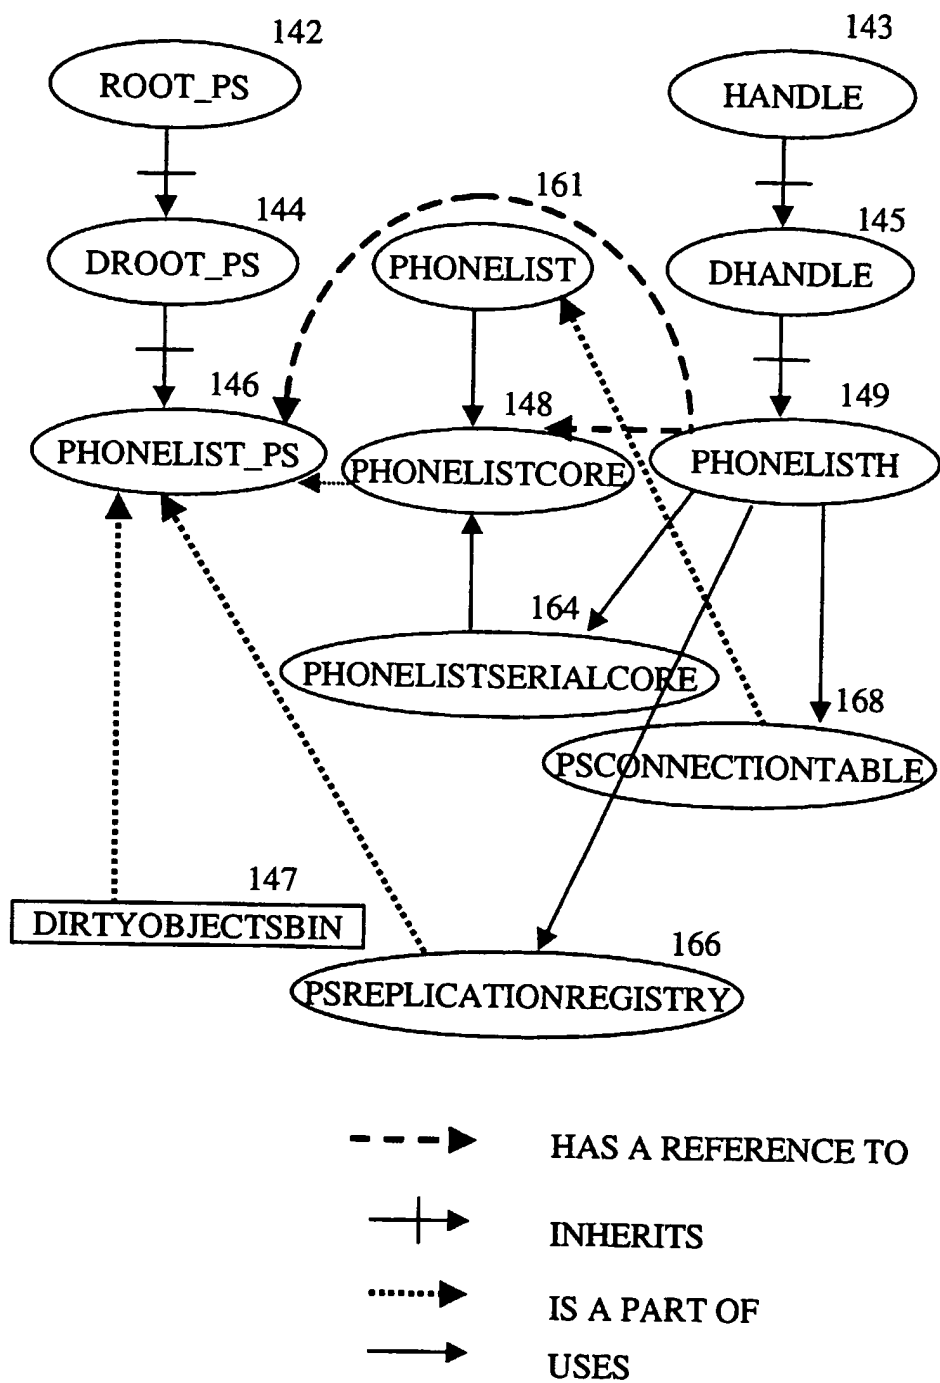 142
143
ROOT_PS
HANDLE
161
144
145
DROOT_PS
PHONELIST
DHANDLE
146
148
149
PHONELIST_PS
PHONELISTCORE
PHONELISTH
164
PHONELISTSERIALCORE
168
PSCONNECTIONTABLE
147
DIRTYOBJECTSBIN
166
PSREPLICATIONREGISTRY
HAS A REFERENCE TO
INHERITS
IS A PART OF
USES